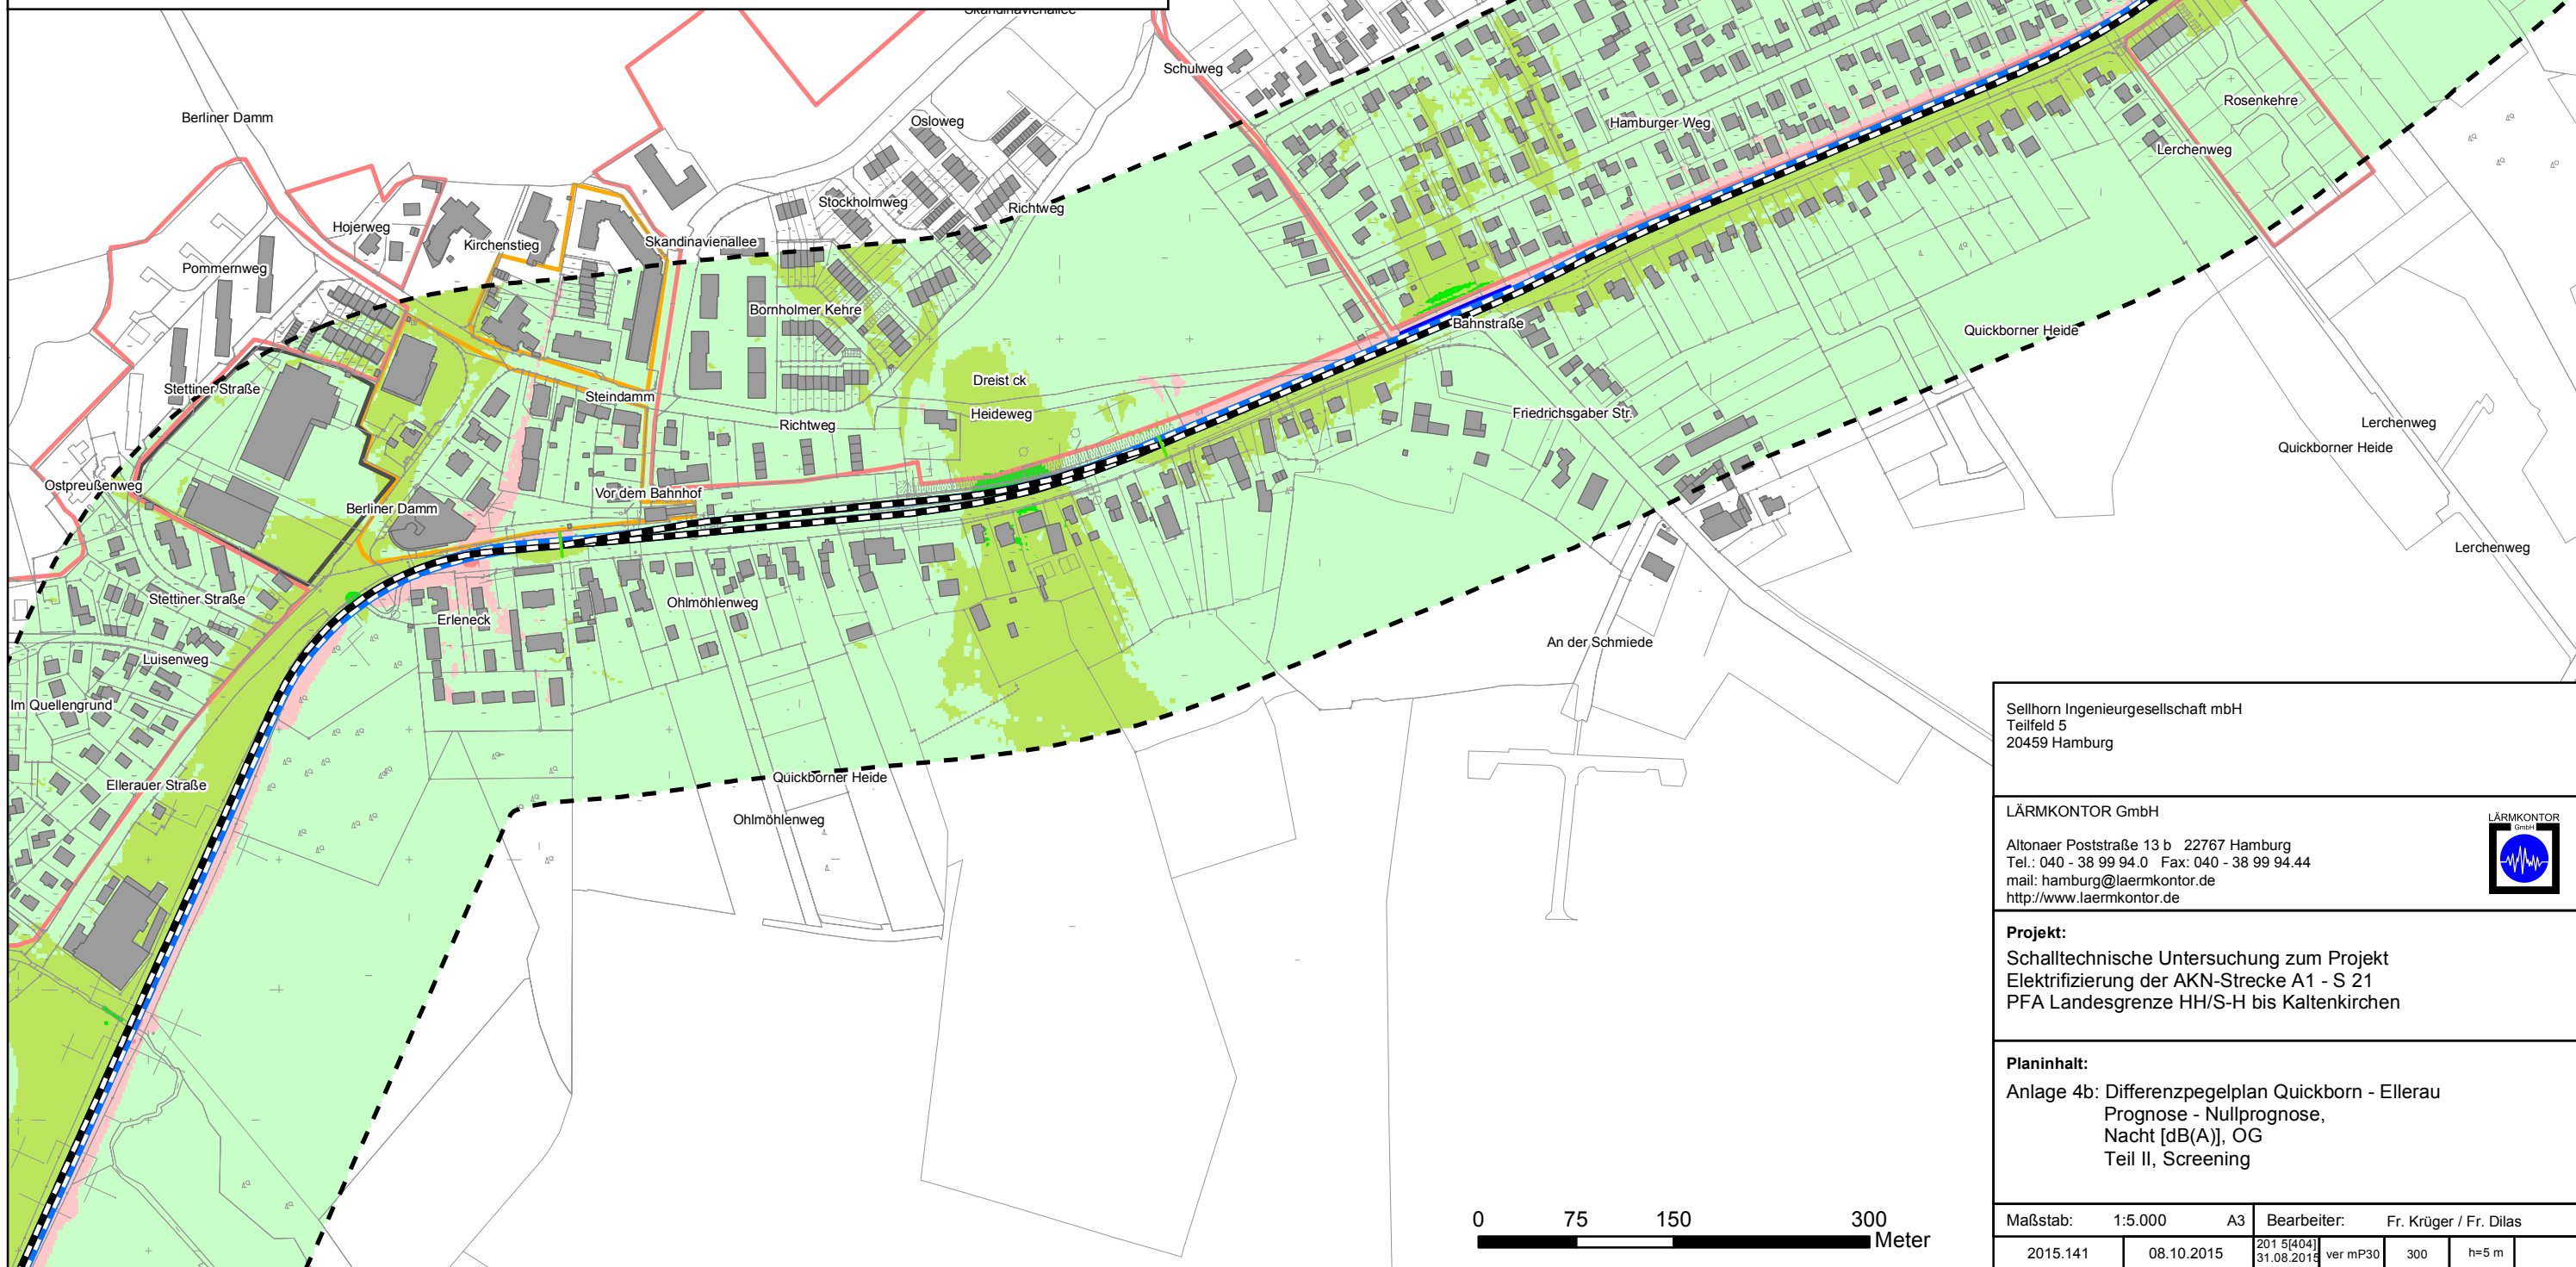 Skandinavienallee
Schulweg
Berliner Damm
Osloweg
Hamburger Weg
Rosenkehre
Lerchenweg
Stockholmweg
Richtweg
Hojerweg
Kirchenstieg
Skandinavienallee
Pommernweg
Bornholmer Kehre
Bahnstraße
Quickborner Heide
Stettiner Straße
Steindamm
Dreist ck
Heideweg
Richtweg
Friedrichsgaber Str.
Lerchenweg
Quickborner Heide
Ostpreußenweg
Vor dem Bahnhof
Berliner Damm
Lerchenweg
Stettiner Straße
Ohlmöhlenweg
Erleneck
An der Schmiede
Luisenweg
Im Quellengrund
Ellerauer Straße
Quickborner Heide
Ohlmöhlenweg
Sellhorn Ingenieurgesellschaft mbH
Teilfeld 5
20459 Hamburg
LÄRMKONTOR GmbH
Altonaer Poststraße 13 b 22767 Hamburg
Tel.: 040 - 38 99 94.0 Fax: 040 - 38 99 94.44
mail: hamburg@laermkontor.de
http://www.laermkontor.de
LÄRMKONTOR
GmbH
Projekt:
Schalltechnische Untersuchung zum Projekt
Elektrifizierung der AKN-Strecke A1 - S 21
PFA Landesgrenze HH/S-H bis Kaltenkirchen
Planinhalt:
Anlage 4b: Differenzpegelplan Quickborn - Ellerau
Prognose - Nullprognose,
Nacht [dB(A)], OG
Teil II, Screening
0 75 150 300
Meter
Maßstab: 1:5.000 A3 Bearbeiter: Fr. Krüger / Fr. Dilas
2015.141 08.10.2015 201 5[404] ver mP30 300 h=5 m
31.08.2015